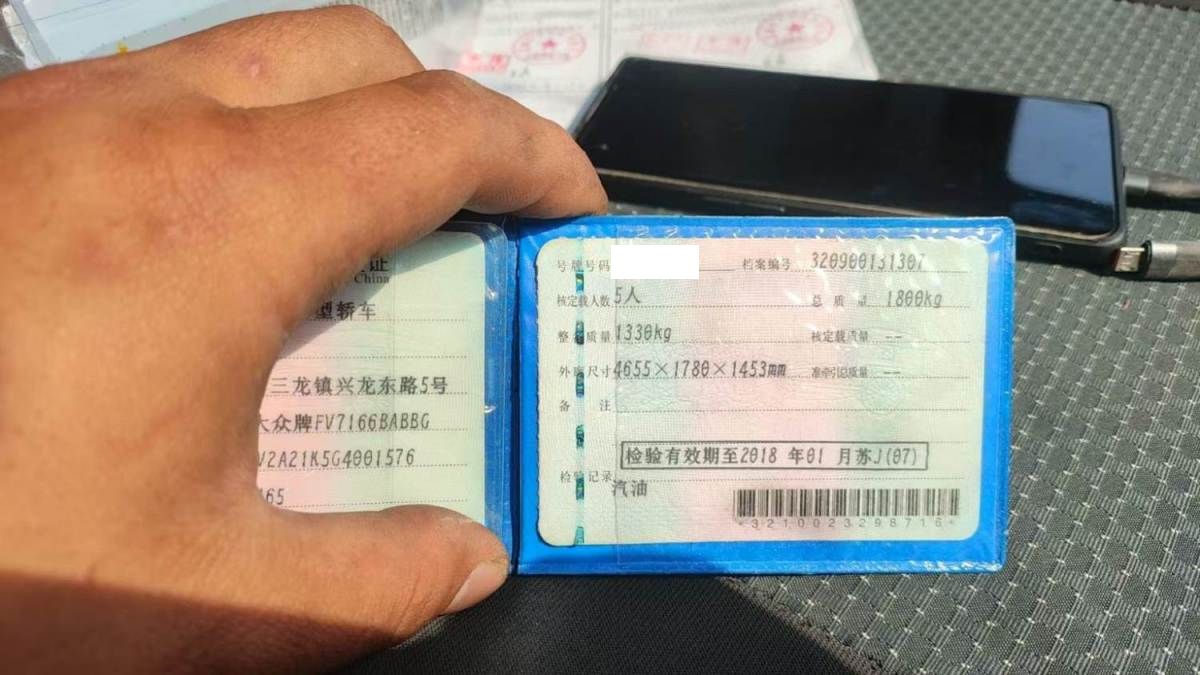 证
China
型轿车
三龙镇兴龙东路5号
大众牌FV7166BABBG
V2A21K5G4001576
165
号牌号码
档案编号 320900131307
核定载人数 5人
总质量 1800kg
整备质量 1330kg
核定载质量 --
外廓尺寸 4655×1780×1453mm
准牵引总质量 --
备注
检验有效期至2018 年01 月苏J(07)
检验记录
汽油
*3210023298716*